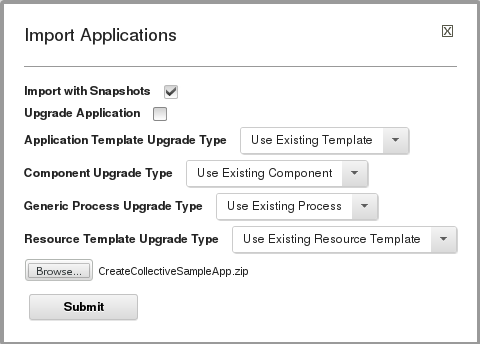 Import Applications
Import with Snapshots
Upgrade Application
Application Template Upgrade Type Use Existing Template
Component Upgrade Type Use Existing Component
Generic Process Upgrade Type Use Existing Process
Resource Template Upgrade Type Use Existing Resource Template
Browse... CreateCollectiveSampleApp.zip
Submit